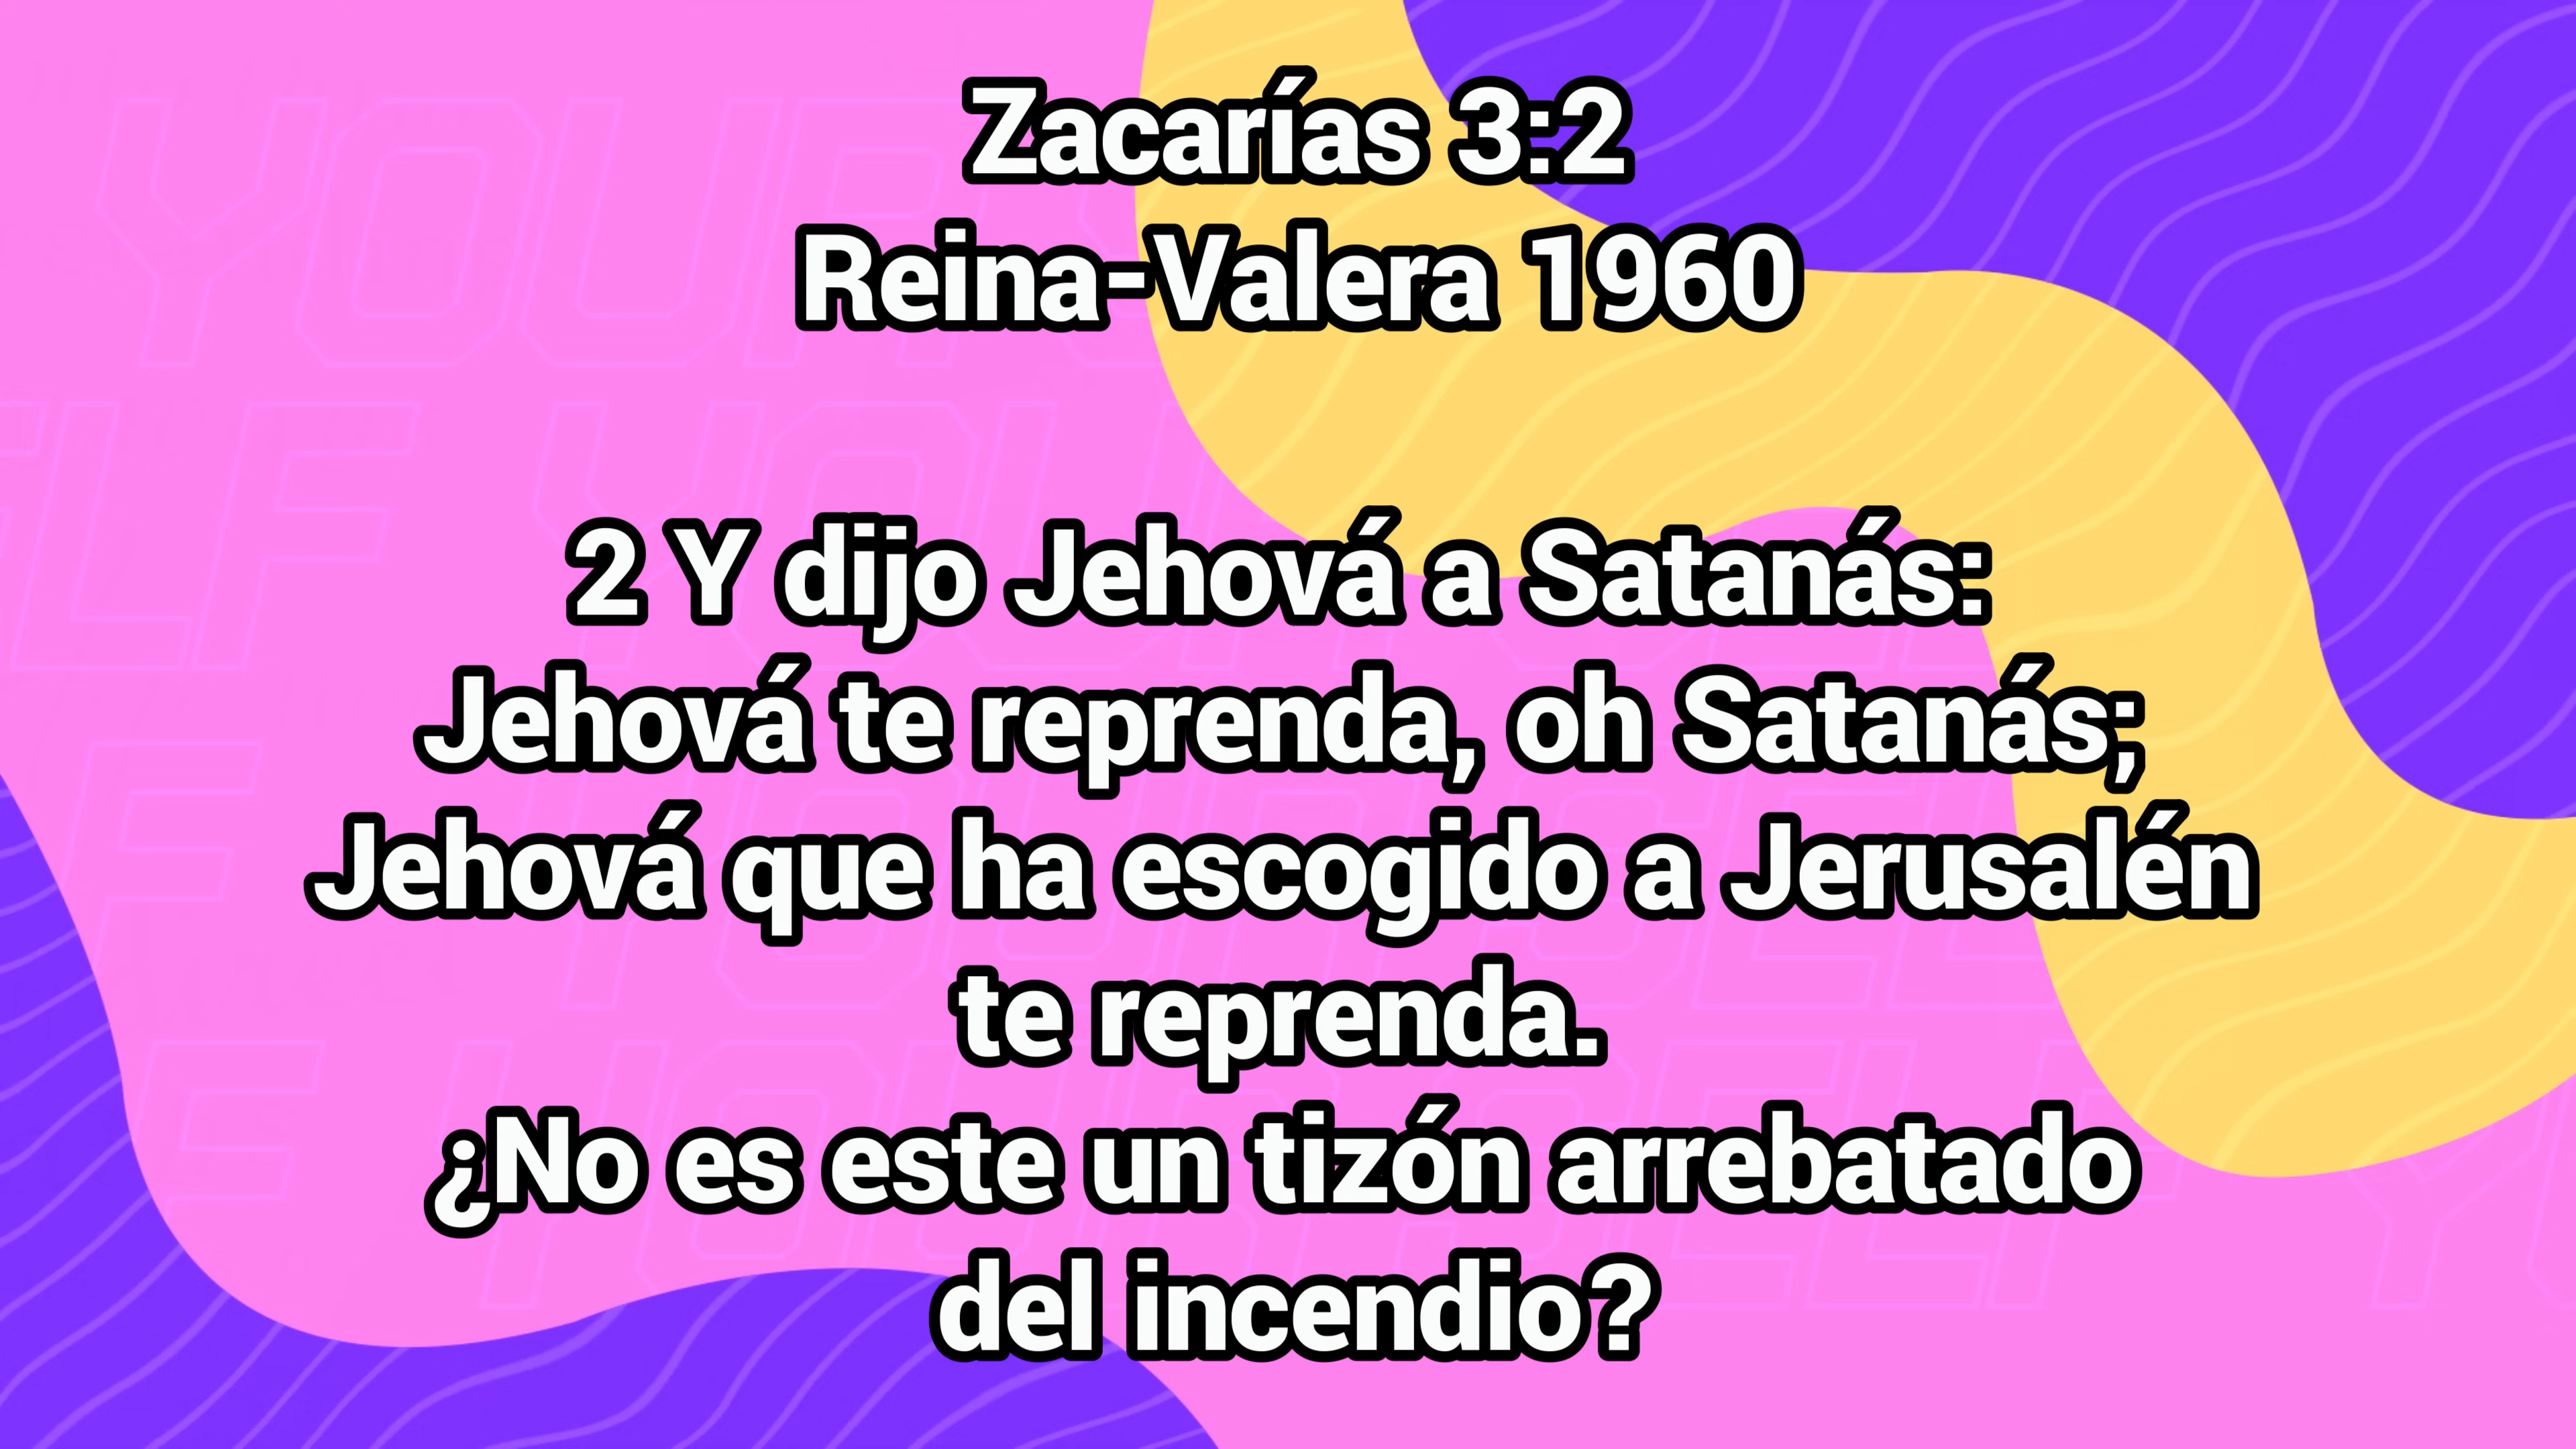 Zacarías 3:2
Reina-Valera 1960
2 Y dijo Jehová a Satanás:
Jehová te reprenda, oh Satanás;
Jehová que ha escogido a Jerusalén
te reprenda.
¿No es este un tizón arrebatado
del incendio?